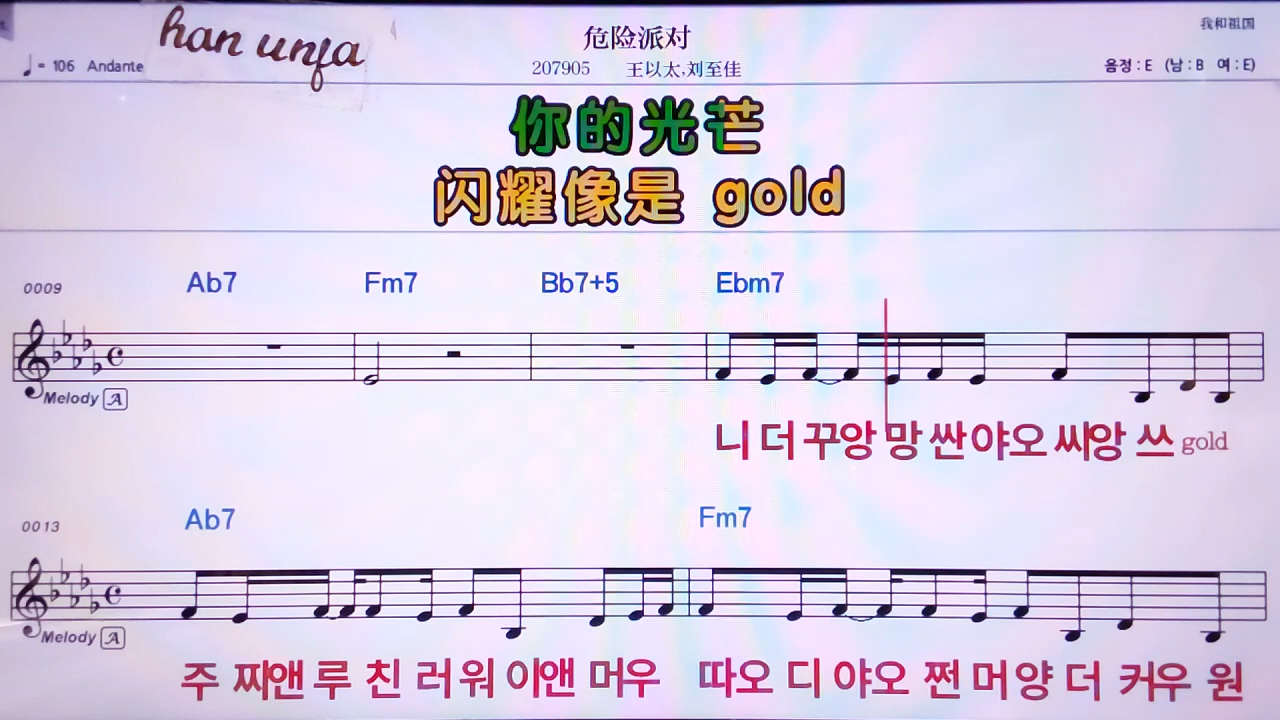 han unfa
我和祖国
危险派对
♩= 106 Andante
207905 王以太,刘至佳
음정 : E (남 : B 여 : E)
你的光芒
闪耀像是 gold
0009 Ab7 Fm7 Bb7+5 Ebm7
Melody A
니 더 꾸앙 망 싼 야오 씨앙 쓰 gold
0013 Ab7 Fm7
Melody A
주 찌앤 루 친 러 워 이앤 머우 따오 디 야오 쩐 머 양 더 커우 원